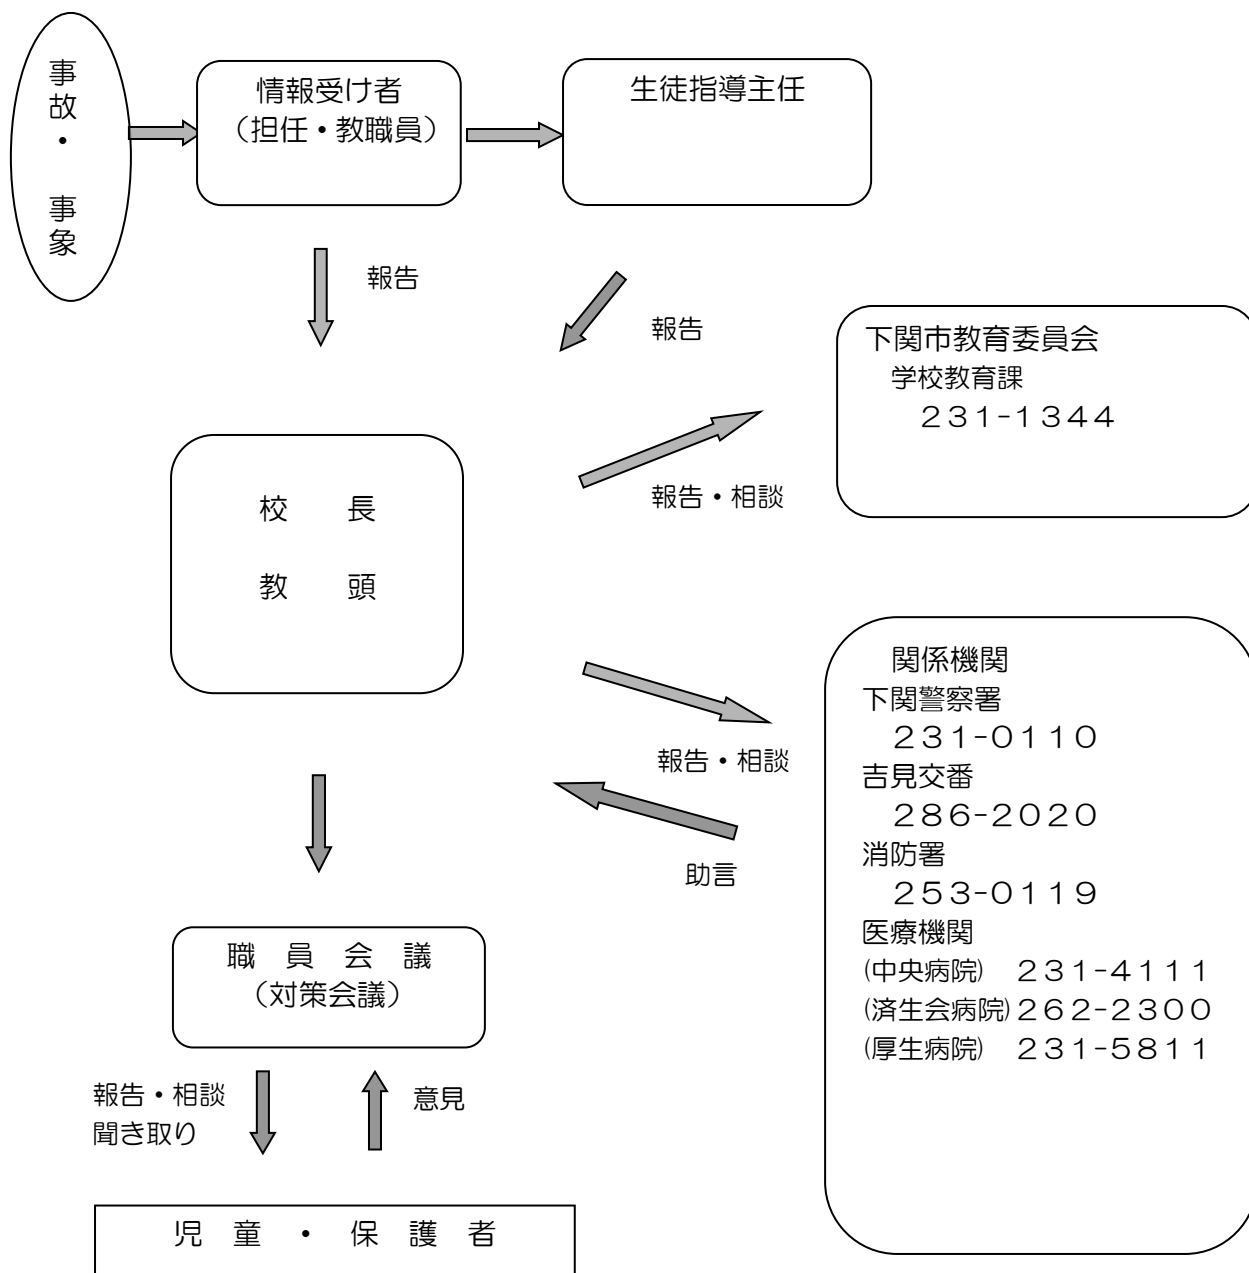 事故・事象
情報受け者
（担任・教職員）
生徒指導主任
報告
報告
下関市教育委員会
学校教育課
２３１-１３４４
報告・相談
校　長
教　頭
関係機関
下関警察署
２３１-０１１０
吉見交番
２８６-２０２０
消防署
２５３-０１１９
医療機関
(中央病院)　２３１-４１１１
(済生会病院)２６２-２３００
(厚生病院)　２３１-５８１１
報告・相談
助言
職　員　会　議
（対策会議）
報告・相談
聞き取り
意見
児　童　・　保　護　者